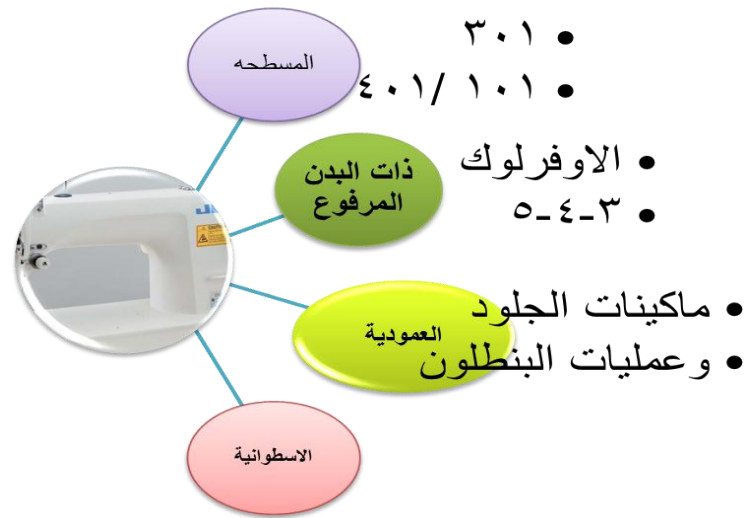 المسطحه
• ٣٠١
• ١٠١ /٤٠١
ذات البدن
المرفوع
• الاوفرلوك
• ٣-٤-٥
العمودية
• ماكينات الجلود
• وعمليات البنطلون
الاسطوانية